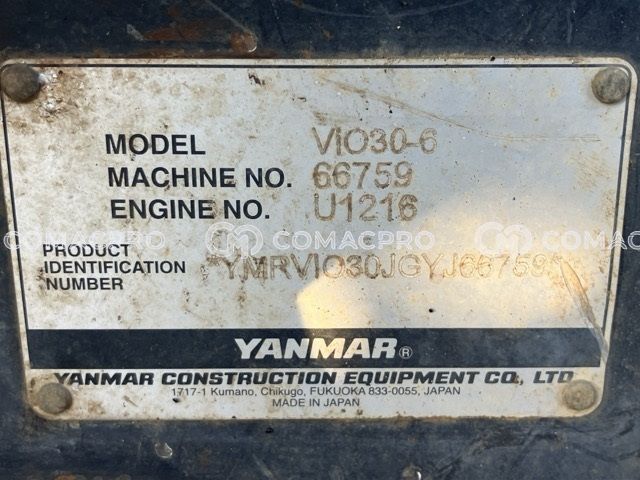 MODEL VIO30-6
MACHINE NO. 66759
ENGINE NO. U1216
PRODUCT IDENTIFICATION NUMBER *YMRVIO30JGYJ66759*
COMACPRO COMACPRO COMACPRO
YANMAR®
YANMAR CONSTRUCTION EQUIPMENT CO., LTD.
1717-1 Kumano, Chikugo, FUKUOKA 833-0055, JAPAN
MADE IN JAPAN